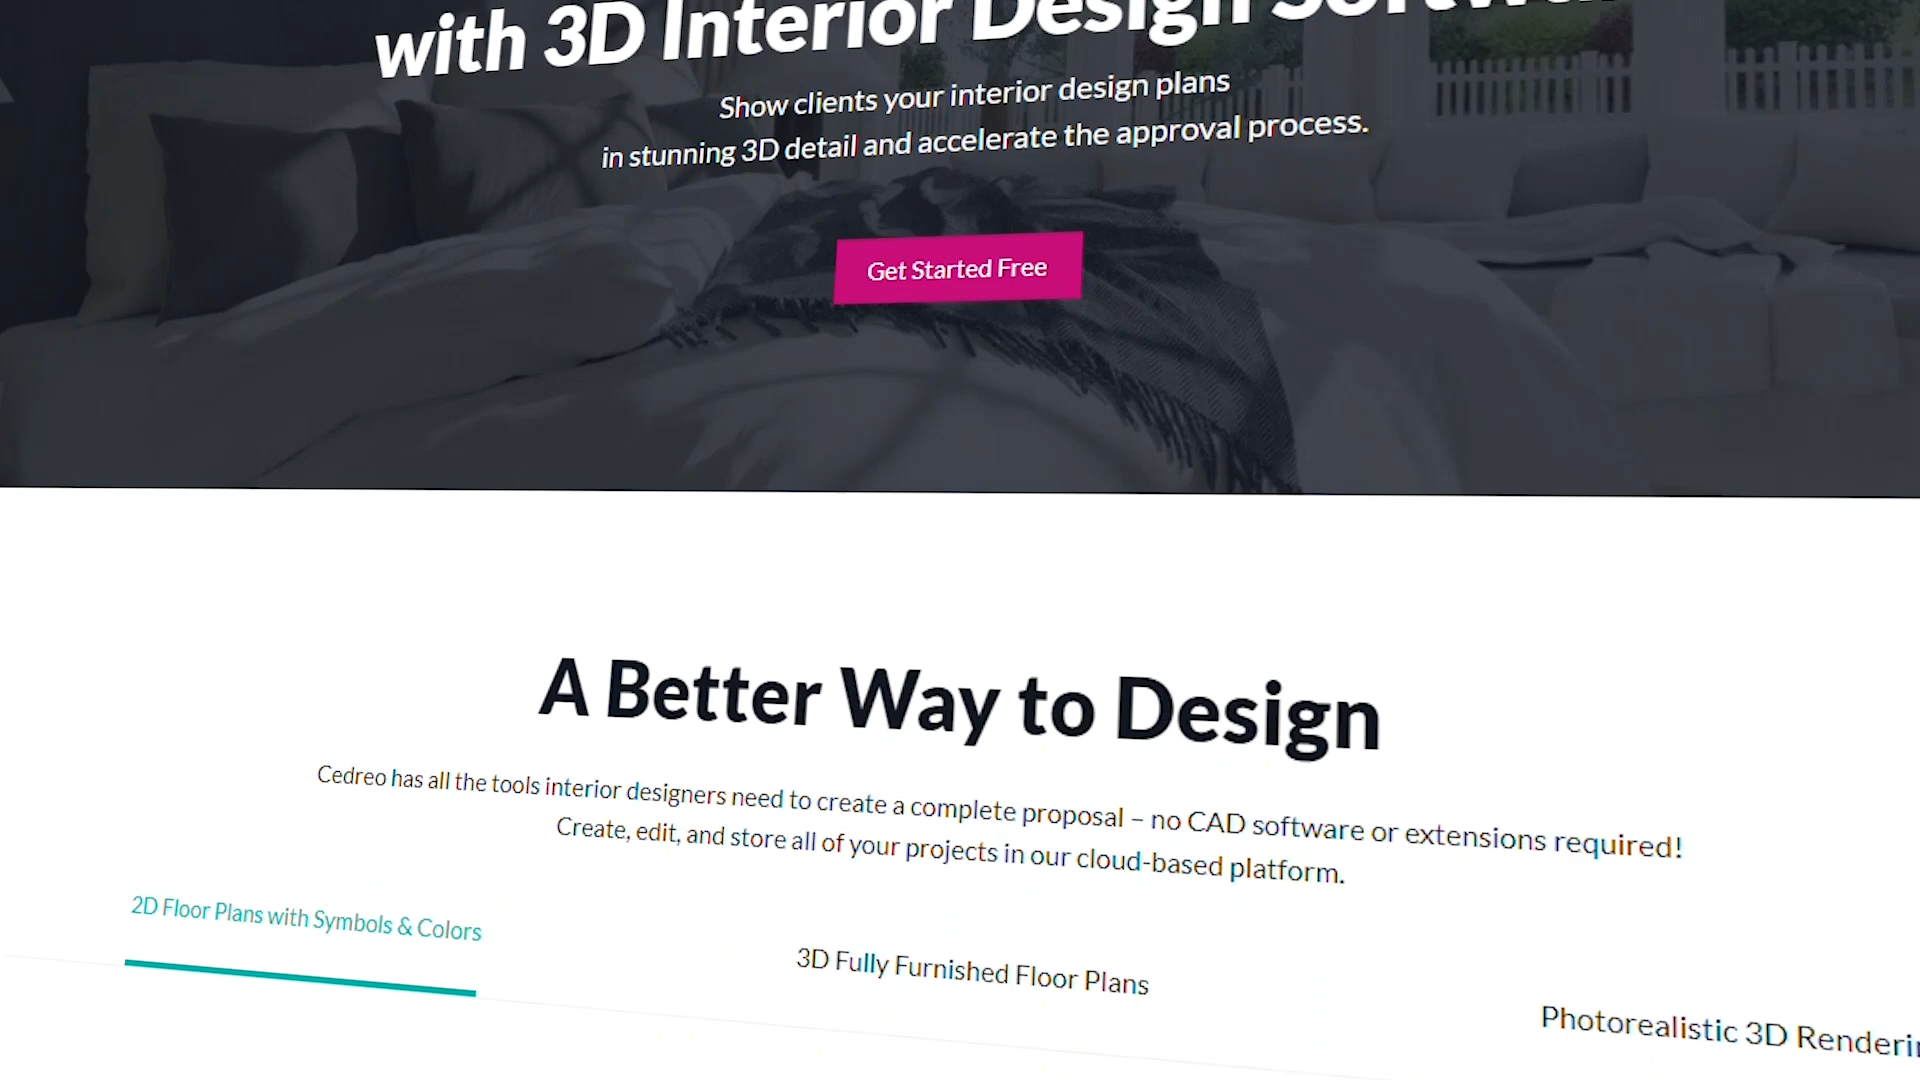 with 3D Interior Design Software
Show clients your interior design plans
in stunning 3D detail and accelerate the approval process.
Get Started Free
A Better Way to Design
Cedreo has all the tools interior designers need to create a complete proposal – no CAD software or extensions required!
Create, edit, and store all of your projects in our cloud-based platform.
2D Floor Plans with Symbols & Colors
3D Fully Furnished Floor Plans
Photorealistic 3D